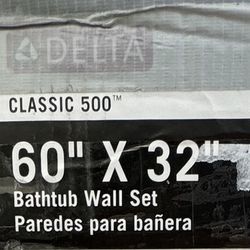 DELTA
CLASSIC 500™
60" X 32"
Bathtub Wall Set
Paredes para bañera